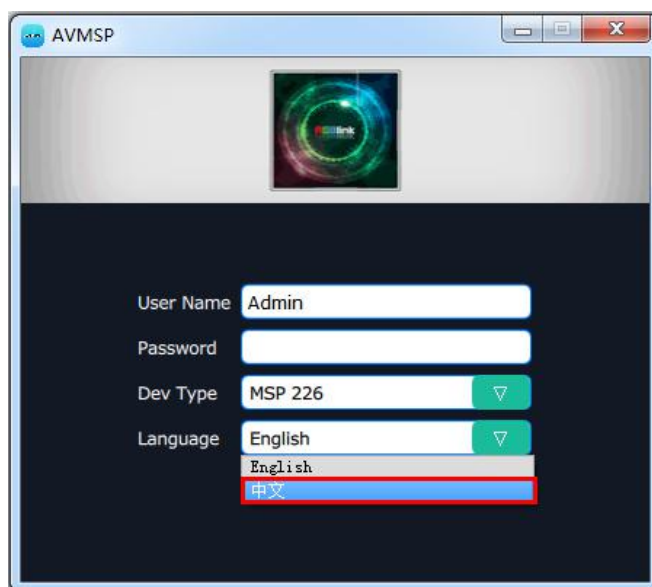 AVMSP
RGBlink
User Name Admin
Password
Dev Type MSP 226
Language English
English
中文